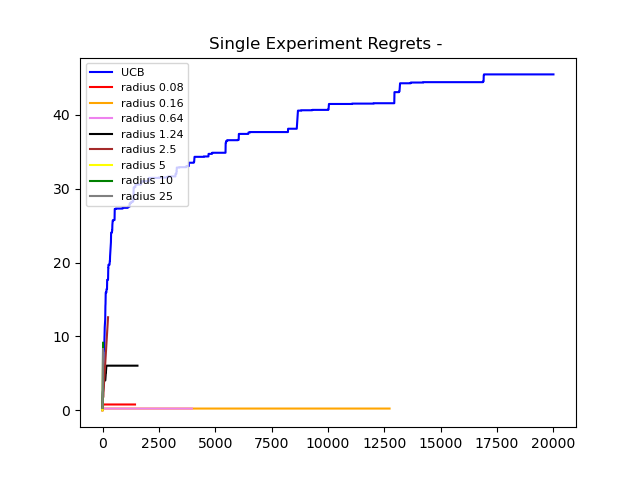 Single Experiment Regrets -
UCB
radius 0.08
radius 0.16
radius 0.64
radius 1.24
radius 2.5
radius 5
radius 10
radius 25
40
30
20
10
0
0 2500 5000 7500 10000 12500 15000 17500 20000